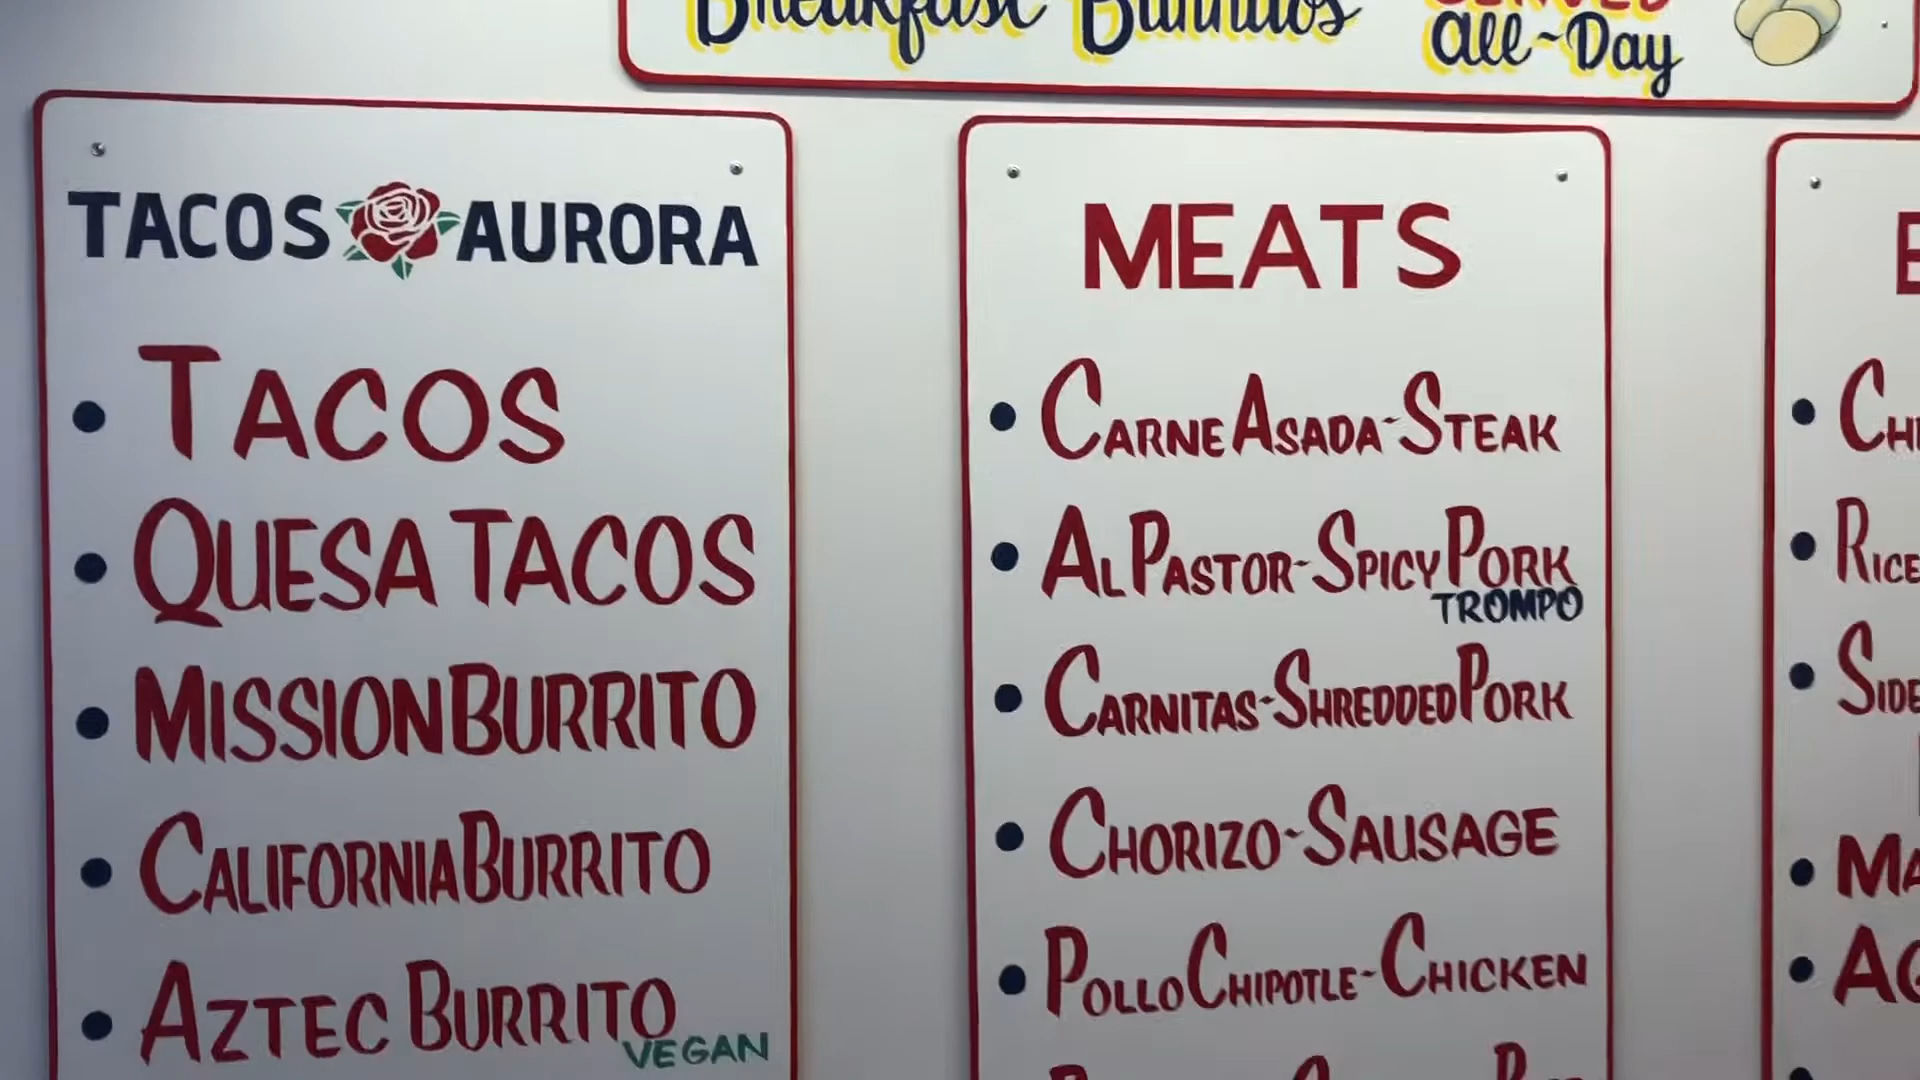 Breakfast Burritos
SERVED
All-Day
TACOS AURORA
TACOS
QUESA TACOS
MISSION BURRITO
CALIFORNIA BURRITO
AZTEC BURRITO
VEGAN
MEATS
CARNE ASADA-STEAK
AL PASTOR-SPICY PORK
TROMPO
CARNITAS-SHREDDED PORK
CHORIZO-SAUSAGE
POLLO CHIPOTLE-CHICKEN